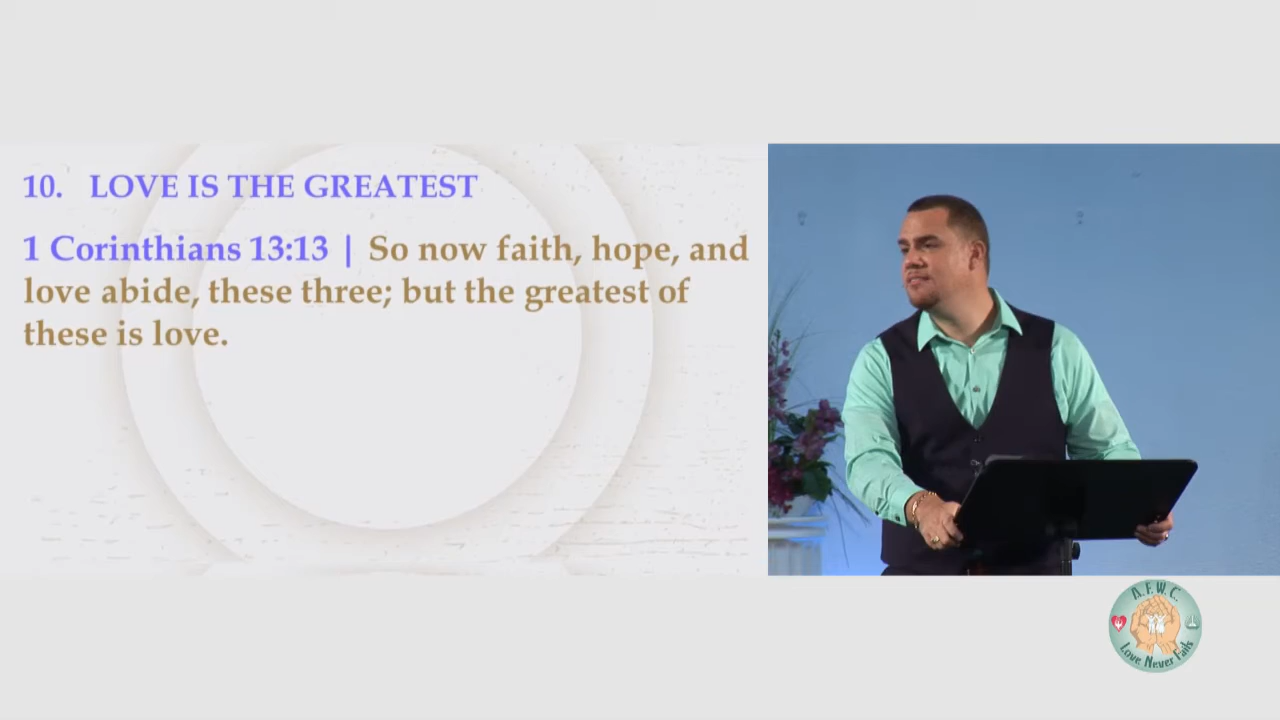 10. LOVE IS THE GREATEST
1 Corinthians 13:13 | So now faith, hope, and
love abide, these three; but the greatest of
these is love.
A.F.W.C.
Love Never Fails